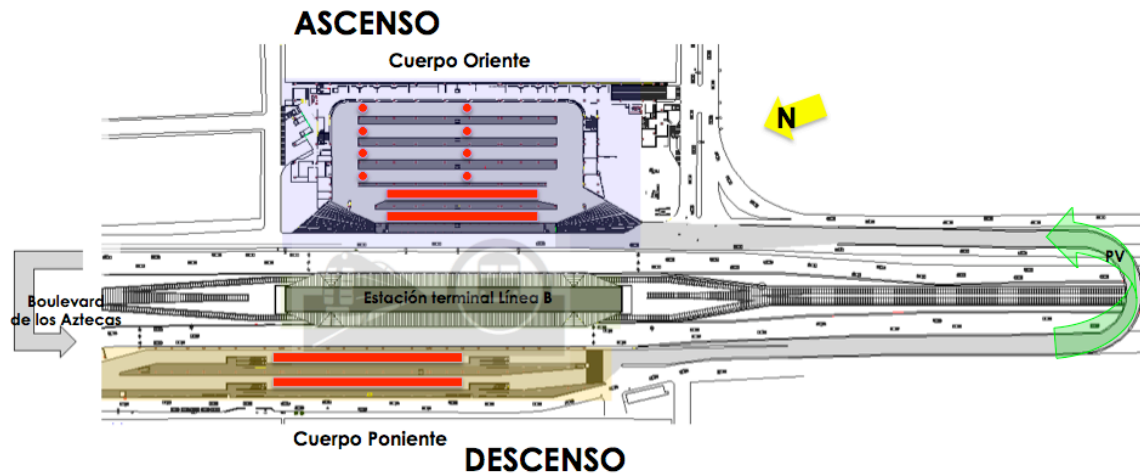 ASCENSO
Cuerpo Oriente
N
PV
Estación terminal Línea B
Boulevard
de los Aztecas
Cuerpo Poniente
DESCENSO